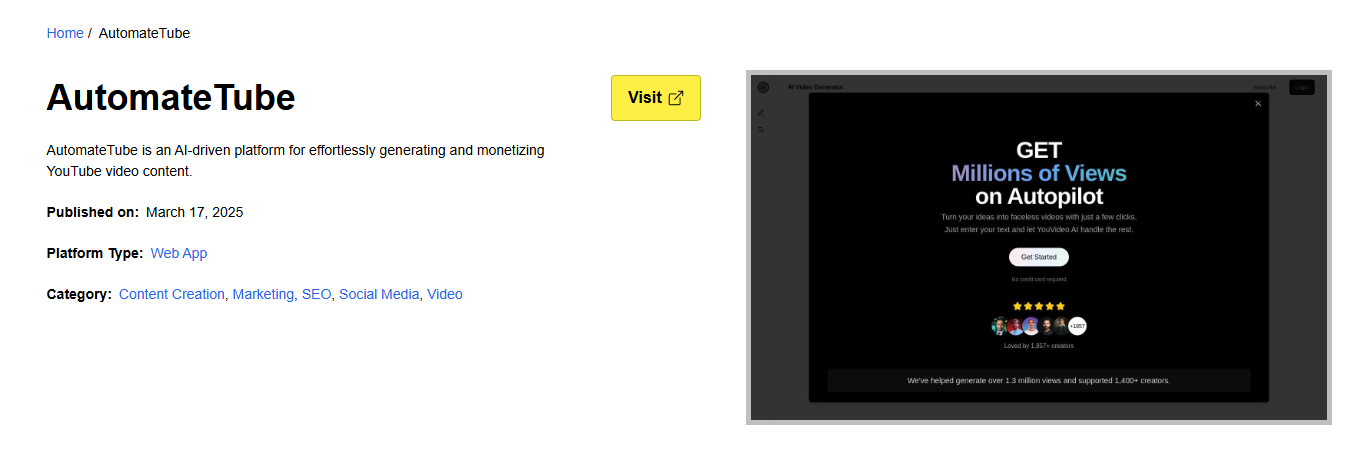 Home / AutomateTube
AutomateTube
Visit
AutomateTube is an AI-driven platform for effortlessly generating and monetizing
YouTube video content.
Published on: March 17, 2025
Platform Type: Web App
Category: Content Creation, Marketing, SEO, Social Media, Video
AI Video Generator
Subscribe
Login
GET
Millions of Views
on Autopilot
Turn your ideas into faceless videos with just a few clicks.
Just enter your text and let YouVideo AI handle the rest.
Get Started
No credit card required
+1857
Loved by 1,857+ creators
We've helped generate over 1.3 million views and supported 1,400+ creators.